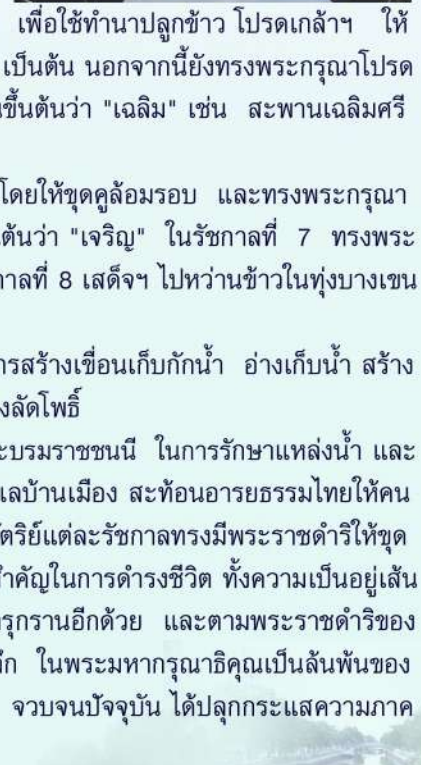 เพื่อใช้ทำนาปลูกข้าว โปรดเกล้าฯ ให้
เป็นต้น นอกจากนี้ยังทรงพระกรุณาโปรด
ขึ้นต้นว่า "เฉลิม" เช่น สะพานเฉลิมศรี
โดยให้ขุดคูล้อมรอบ และทรงพระกรุณา
ต้นว่า "เจริญ" ในรัชกาลที่ 7 ทรงพระ
าลที่ 8 เสด็จฯ ไปหว่านข้าวในทุ่งบางเขน
ารสร้างเขื่อนเก็บกักน้ำ อ่างเก็บน้ำ สร้าง
งลัดโพธิ์
ะบรมราชชนนี ในการรักษาแหล่งน้ำ และ
แลบ้านเมือง สะท้อนอารยธรรมไทยให้คน
ัตริย์แต่ละรัชกาลทรงมีพระราชดำริให้ขุด
สำคัญในการดำรงชีวิต ทั้งความเป็นอยู่เส้น
รุกรานอีกด้วย และตามพระราชดำริของ
ึก ในพระมหากรุณาธิคุณเป็นล้นพ้นของ
จวบจนปัจจุบัน ได้ปลุกกระแสความภาค